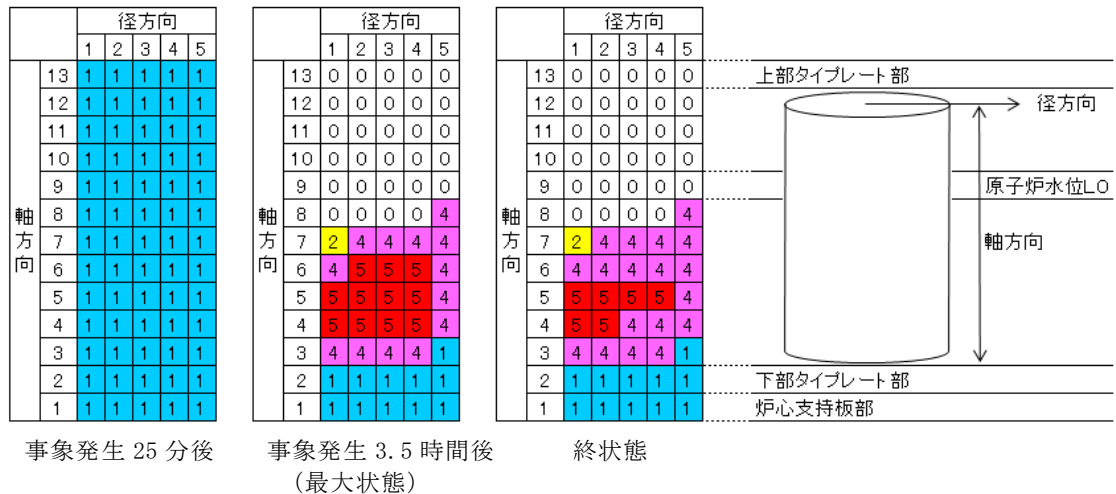 径方向
1 2 3 4 5
軸方向
13 1 1 1 1 1
12 1 1 1 1 1
11 1 1 1 1 1
10 1 1 1 1 1
9 1 1 1 1 1
8 1 1 1 1 1
7 1 1 1 1 1
6 1 1 1 1 1
5 1 1 1 1 1
4 1 1 1 1 1
3 1 1 1 1 1
2 1 1 1 1 1
1 1 1 1 1 1
事象発生 25 分後
径方向
1 2 3 4 5
軸方向
13 0 0 0 0 0
12 0 0 0 0 0
11 0 0 0 0 0
10 0 0 0 0 0
9 0 0 0 0 0
8 0 0 0 0 4
7 2 4 4 4 4
6 4 5 5 5 4
5 5 5 5 5 4
4 5 5 5 5 4
3 4 4 4 4 1
2 1 1 1 1 1
1 1 1 1 1 1
事象発生 3.5 時間後
(最大状態)
径方向
1 2 3 4 5
軸方向
13 0 0 0 0 0
12 0 0 0 0 0
11 0 0 0 0 0
10 0 0 0 0 0
9 0 0 0 0 0
8 0 0 0 0 4
7 2 4 4 4 4
6 4 4 4 4 4
5 5 5 5 5 4
4 5 5 4 4 4
3 4 4 4 4 1
2 1 1 1 1 1
1 1 1 1 1 1
終状態
上部タイプレート部
径方向
原子炉水位L0
軸方向
下部タイプレート部
炉心支持板部